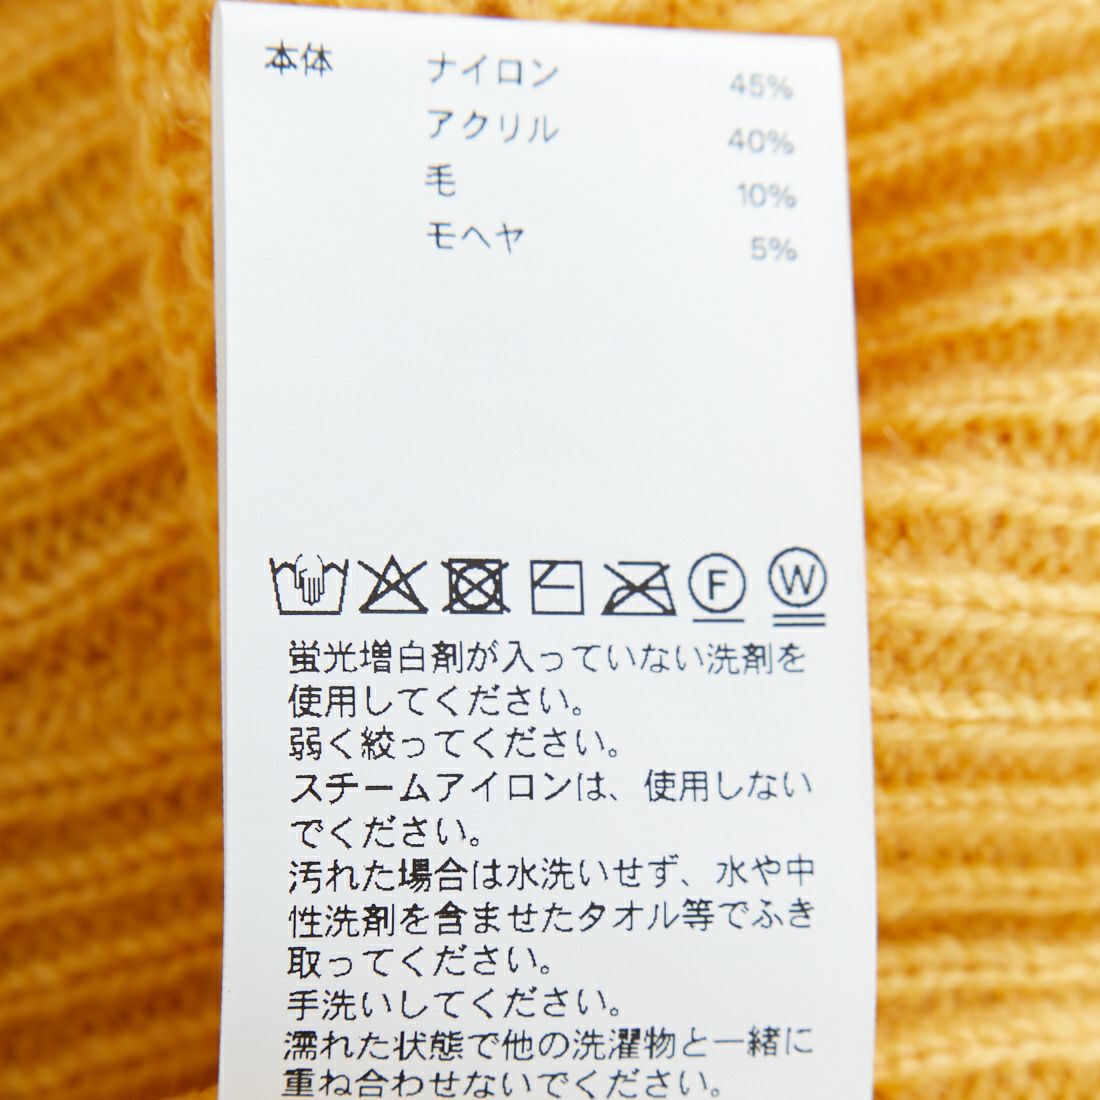 本体 ナイロン 45%
アクリル 40%
毛 10%
モヘヤ 5%
F W
蛍光増白剤が入っていない洗剤を
使用してください。
弱く絞ってください。
スチームアイロンは、使用しない
でください。
汚れた場合は水洗いせず、水や中
性洗剤を含ませたタオル等でふき
取ってください。
手洗いしてください。
濡れた状態で他の洗濯物と一緒に
重ね合わせないでください。